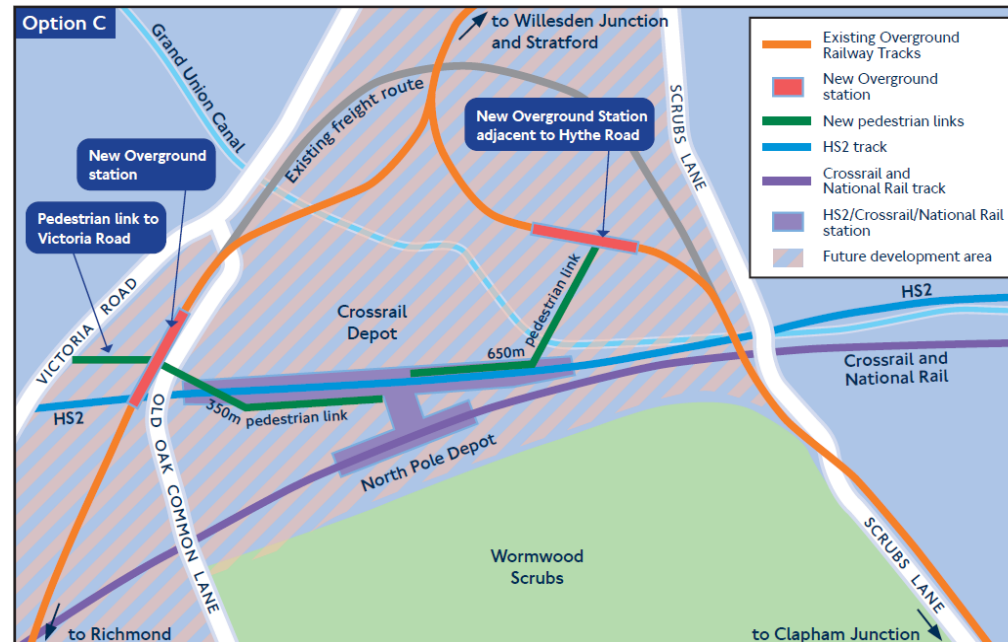 Option C
to Willesden Junction
and Stratford
Grand Union Canal
Existing freight route
SCRUBS LANE
New Overground Station
adjacent to Hythe Road
New Overground
station
Pedestrian link to
Victoria Road
VICTORIA ROAD
Crossrail
Depot
pedestrian link
650m
HS2
350m
pedestrian link
OLD OAK COMMON LANE
North Pole Depot
HS2
Crossrail and
National Rail
Wormwood
Scrubs
SCRUBS LANE
to Richmond
to Clapham Junction
Existing Overground
Railway Tracks
New Overground
station
New pedestrian links
HS2 track
Crossrail and
National Rail track
HS2/Crossrail/National Rail
station
Future development area